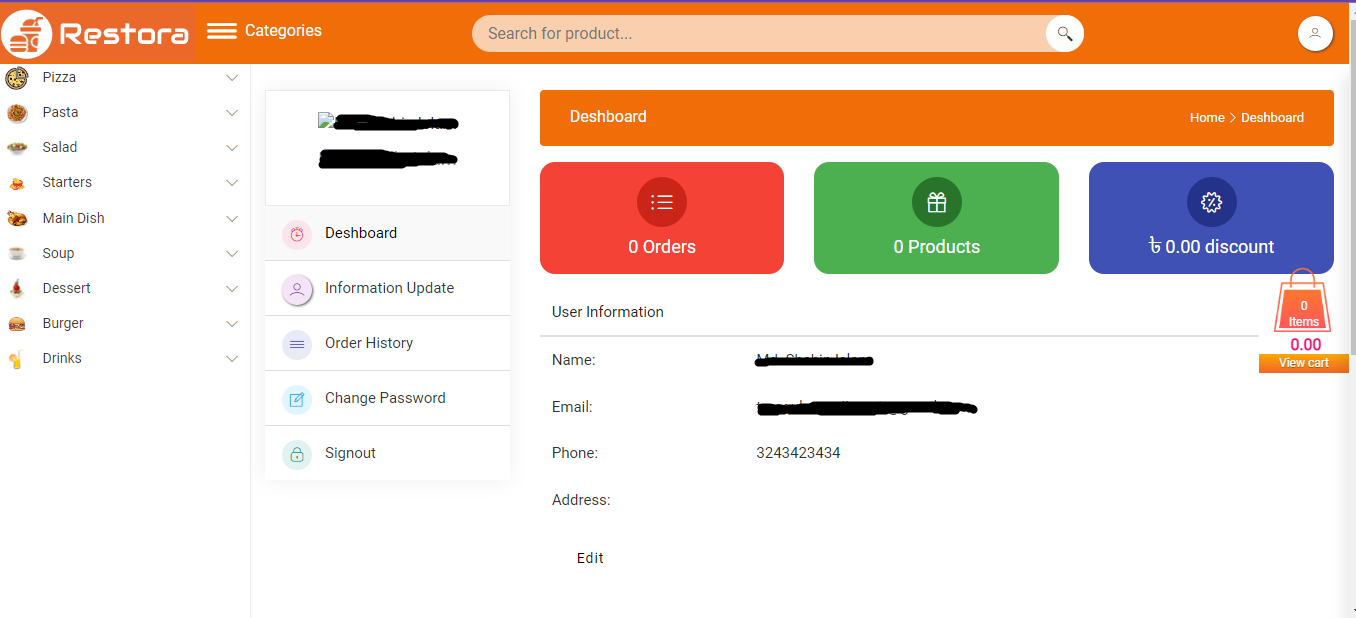 Restora
Categories
Search for product...
Pizza
Pasta
Salad
Starters
Main Dish
Soup
Dessert
Burger
Drinks
Deshboard
Information Update
Order History
Change Password
Signout
Deshboard
Home > Deshboard
0 Orders
0 Products
৳ 0.00 discount
0
Items
0.00
View cart
User Information
Name:
Email:
Phone: 3243423434
Address:
Edit